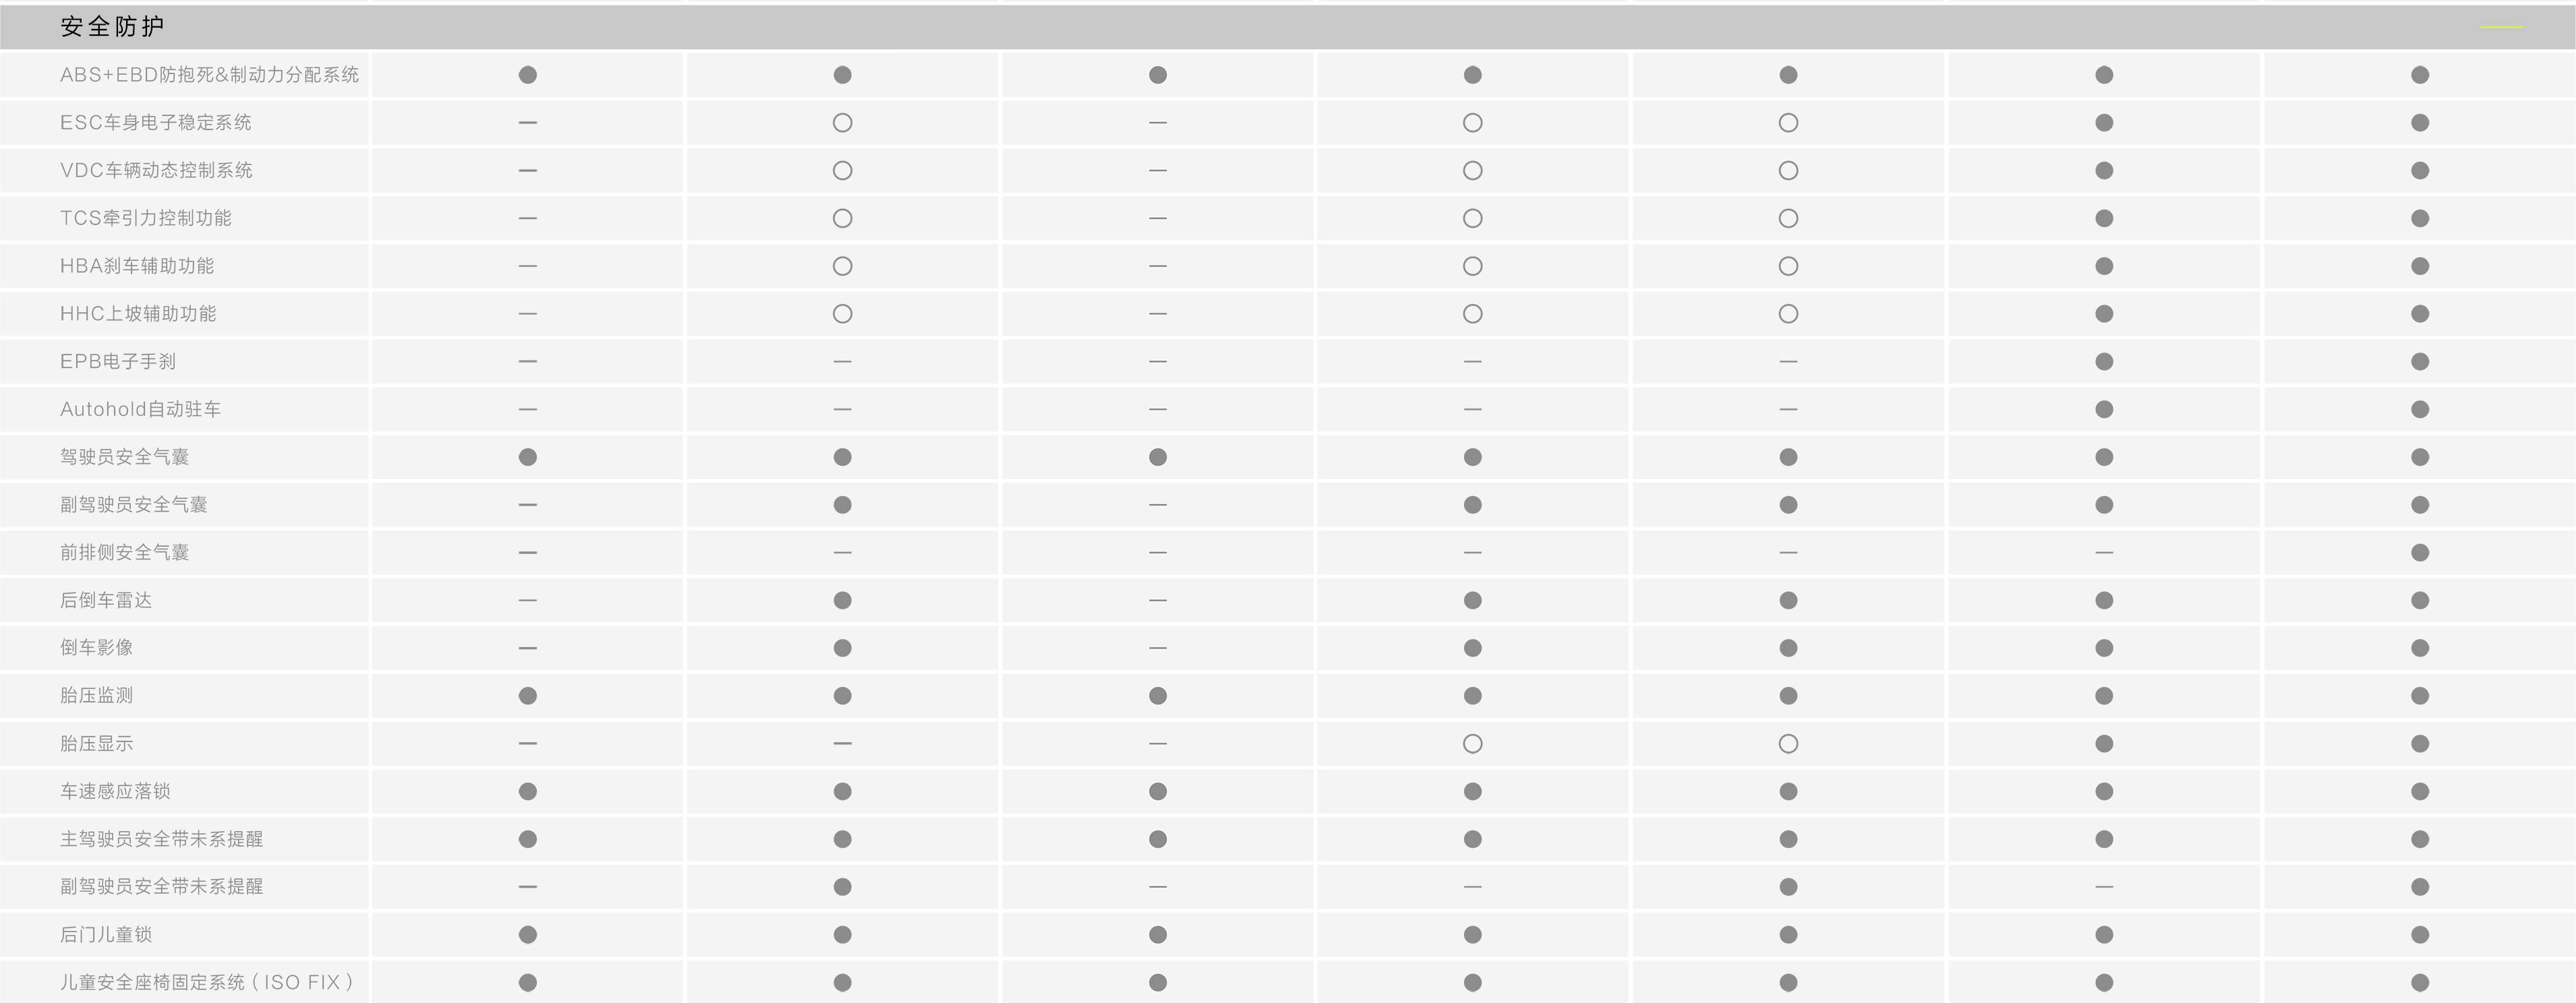 安全防护
ABS+EBD防抱死&制动力分配系统 ● ● ● ● ● ● ●
ESC车身电子稳定系统 — ○ — ○ ○ ● ●
VDC车辆动态控制系统 — ○ — ○ ○ ● ●
TCS牵引力控制功能 — ○ — ○ ○ ● ●
HBA刹车辅助功能 — ○ — ○ ○ ● ●
HHC上坡辅助功能 — ○ — ○ ○ ● ●
EPB电子手刹 — — — — — ● ●
Autohold自动驻车 — — — — — ● ●
驾驶员安全气囊 ● ● ● ● ● ● ●
副驾驶员安全气囊 — ● — ● ● ● ●
前排侧安全气囊 — — — — — — ●
后倒车雷达 — ● — ● ● ● ●
倒车影像 — ● — ● ● ● ●
胎压监测 ● ● ● ● ● ● ●
胎压显示 — — — ○ ○ ● ●
车速感应落锁 ● ● ● ● ● ● ●
主驾驶员安全带未系提醒 ● ● ● ● ● ● ●
副驾驶员安全带未系提醒 — ● — — ● — ●
后门儿童锁 ● ● ● ● ● ● ●
儿童安全座椅固定系统（ISO FIX） ● ● ● ● ● ● ●